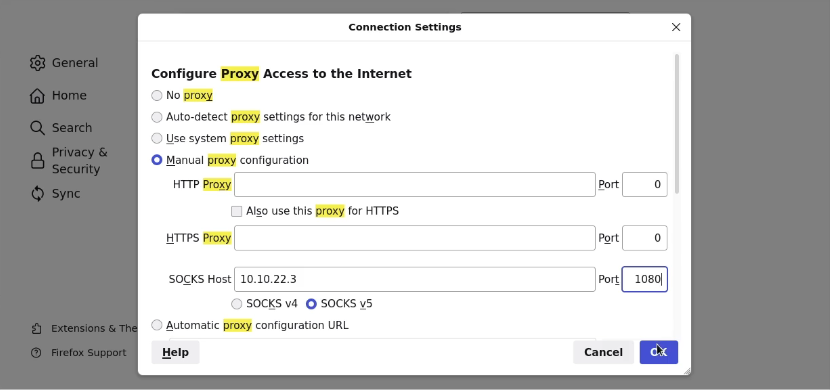 Connection Settings
Configure Proxy Access to the Internet
No proxy
Auto-detect proxy settings for this network
Use system proxy settings
Manual proxy configuration
HTTP Proxy Port 0
Also use this proxy for HTTPS
HTTPS Proxy Port 0
SOCKS Host 10.10.22.3 Port 1080
SOCKS v4 SOCKS v5
Automatic proxy configuration URL
Help Cancel OK
General
Home
Search
Privacy &
Security
Sync
Extensions & The
Firefox Support